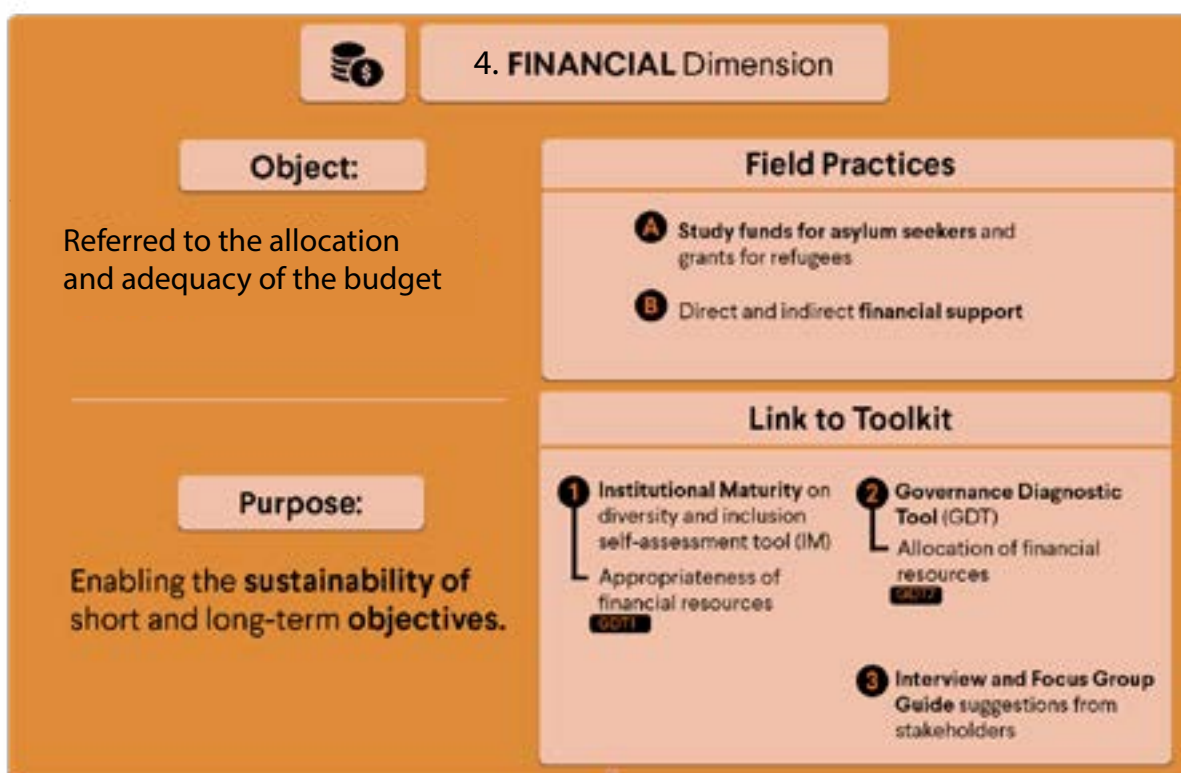 4. FINANCIAL Dimension
Object:
Referred to the allocation
and adequacy of the budget
Purpose:
Enabling the sustainability of
short and long-term objectives.
Field Practices
A Study funds for asylum seekers and
grants for refugees
B Direct and indirect financial support
Link to Toolkit
1 Institutional Maturity on
diversity and inclusion
self-assessment tool (IM)
Appropriateness of
financial resources
2 Governance Diagnostic
Tool (GDT)
Allocation of financial
resources
3 Interview and Focus Group
Guide suggestions from
stakeholders